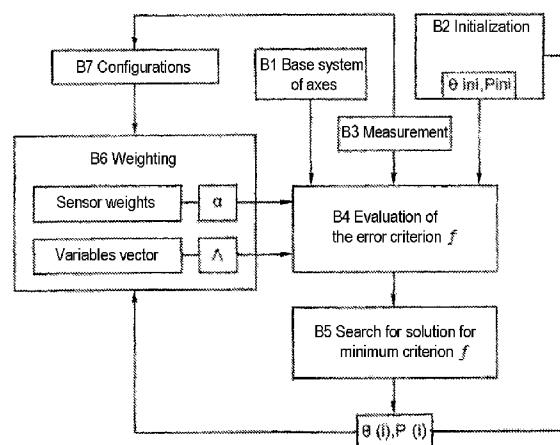 B2 Initialization
θ ini,Pini
B7 Configurations
B1 Base system
of axes
B3 Measurement
B6 Weighting
Sensor weights
α
Variables vector
Λ
B4 Evaluation of
the error criterion f
B5 Search for solution for
minimum criterion f
θ (i),P (i)